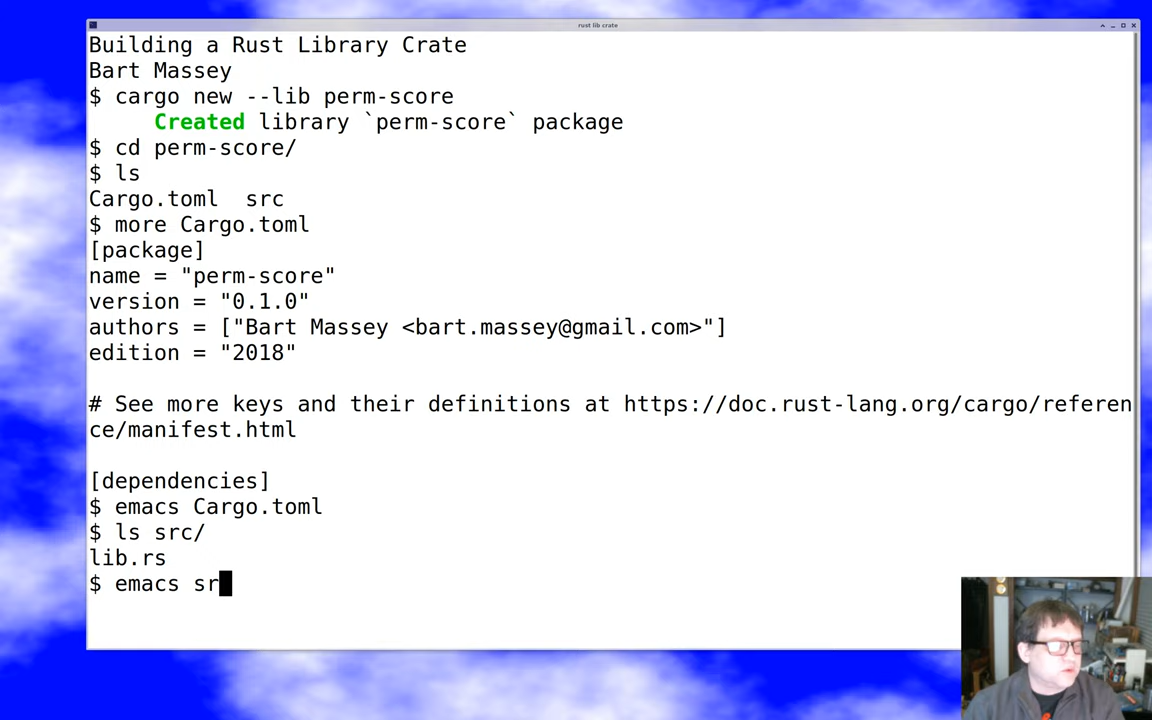 rust lib crate
Building a Rust Library Crate
Bart Massey
$ cargo new --lib perm-score
Created library `perm-score` package
$ cd perm-score/
$ ls
Cargo.toml  src
$ more Cargo.toml
[package]
name = "perm-score"
version = "0.1.0"
authors = ["Bart Massey <bart.massey@gmail.com>"]
edition = "2018"
# See more keys and their definitions at https://doc.rust-lang.org/cargo/referen
ce/manifest.html
[dependencies]
$ emacs Cargo.toml
$ ls src/
lib.rs
$ emacs sr